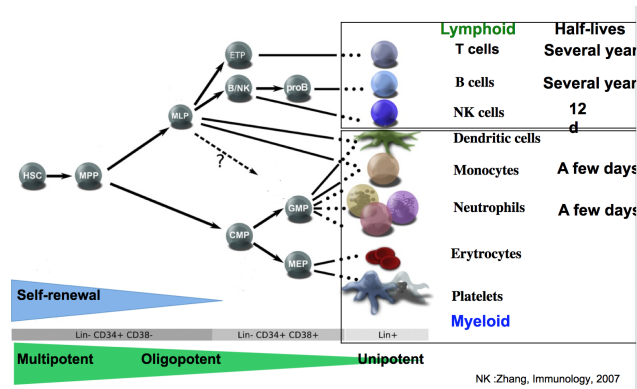 Lymphoid Half-lives
T cells Several year
B cells Several year
NK cells 12
d
Dendritic cells
Monocytes A few days
Neutrophils A few days
Erytrocytes
Platelets
Myeloid
ETP
B/NK proB
MLP
?
HSC MPP
GMP
CMP
MEP
Self-renewal
Lin- CD34+ CD38- Lin- CD34+ CD38+ Lin+
Multipotent Oligopotent Unipotent
NK :Zhang, Immunology, 2007